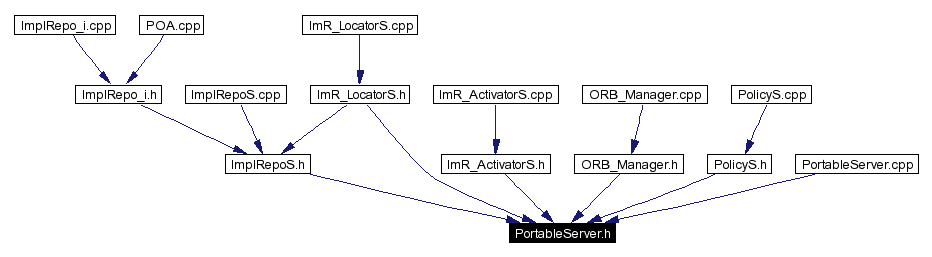 ImplRepo_i.cpp
POA.cpp
ImR_LocatorS.cpp
ImplRepo_i.h
ImplRepoS.cpp
ImR_LocatorS.h
ImR_ActivatorS.cpp
ORB_Manager.cpp
PolicyS.cpp
ImplRepoS.h
ImR_ActivatorS.h
ORB_Manager.h
PolicyS.h
PortableServer.cpp
PortableServer.h